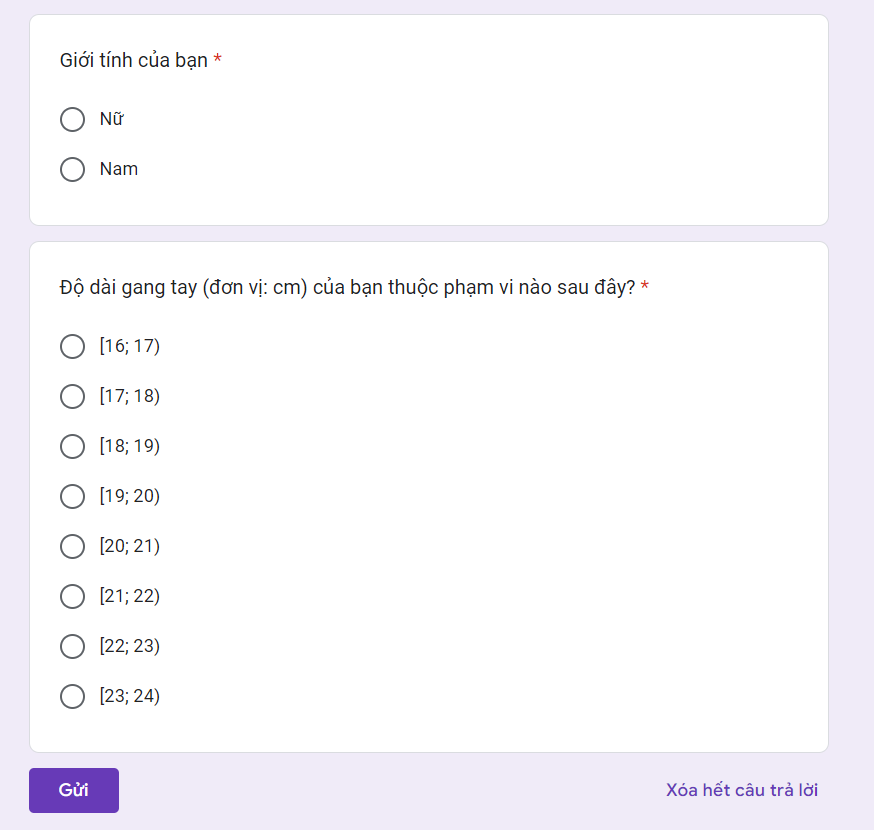 Giới tính của bạn *
Nữ
Nam
Độ dài gang tay (đơn vị: cm) của bạn thuộc phạm vi nào sau đây? *
[16; 17)
[17; 18)
[18; 19)
[19; 20)
[20; 21)
[21; 22)
[22; 23)
[23; 24)
Gửi
Xóa hết câu trả lời